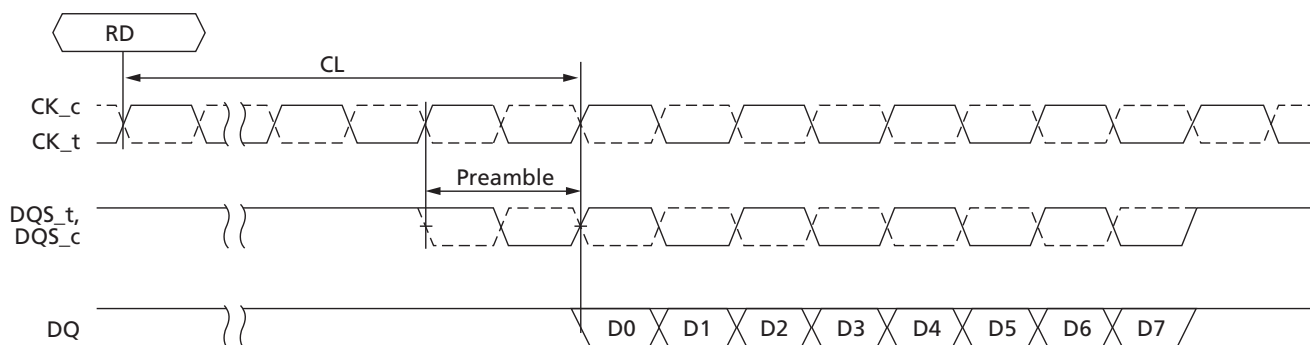 RD
CL
CK_c
CK_t
Preamble
DQS_t,
DQS_c
DQ
D0 D1 D2 D3 D4 D5 D6 D7